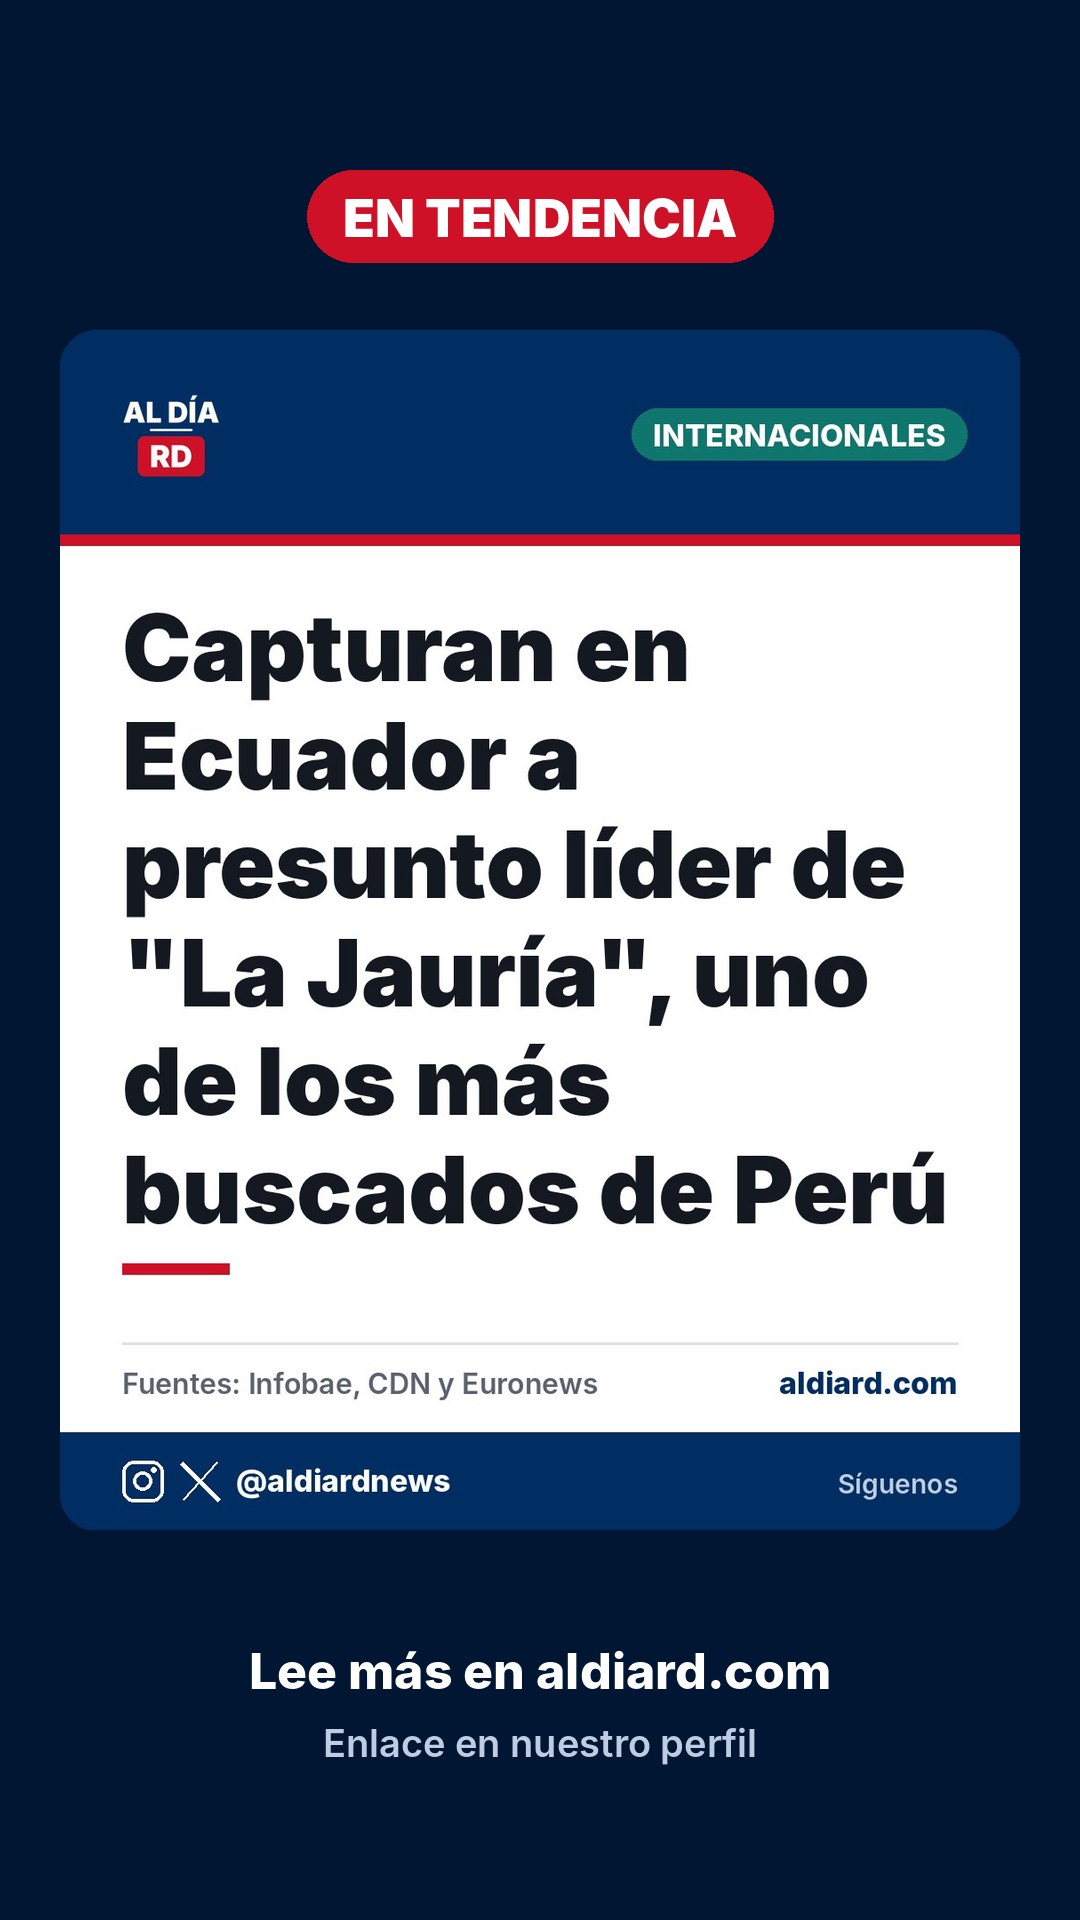 EN TENDENCIA
AL DÍA
RD
INTERNACIONALES
Capturan en
Ecuador a
presunto líder de
"La Jauría", uno
de los más
buscados de Perú
Fuentes: Infobae, CDN y Euronews
aldiard.com
@aldiardnews
Síguenos
Lee más en aldiard.com
Enlace en nuestro perfil